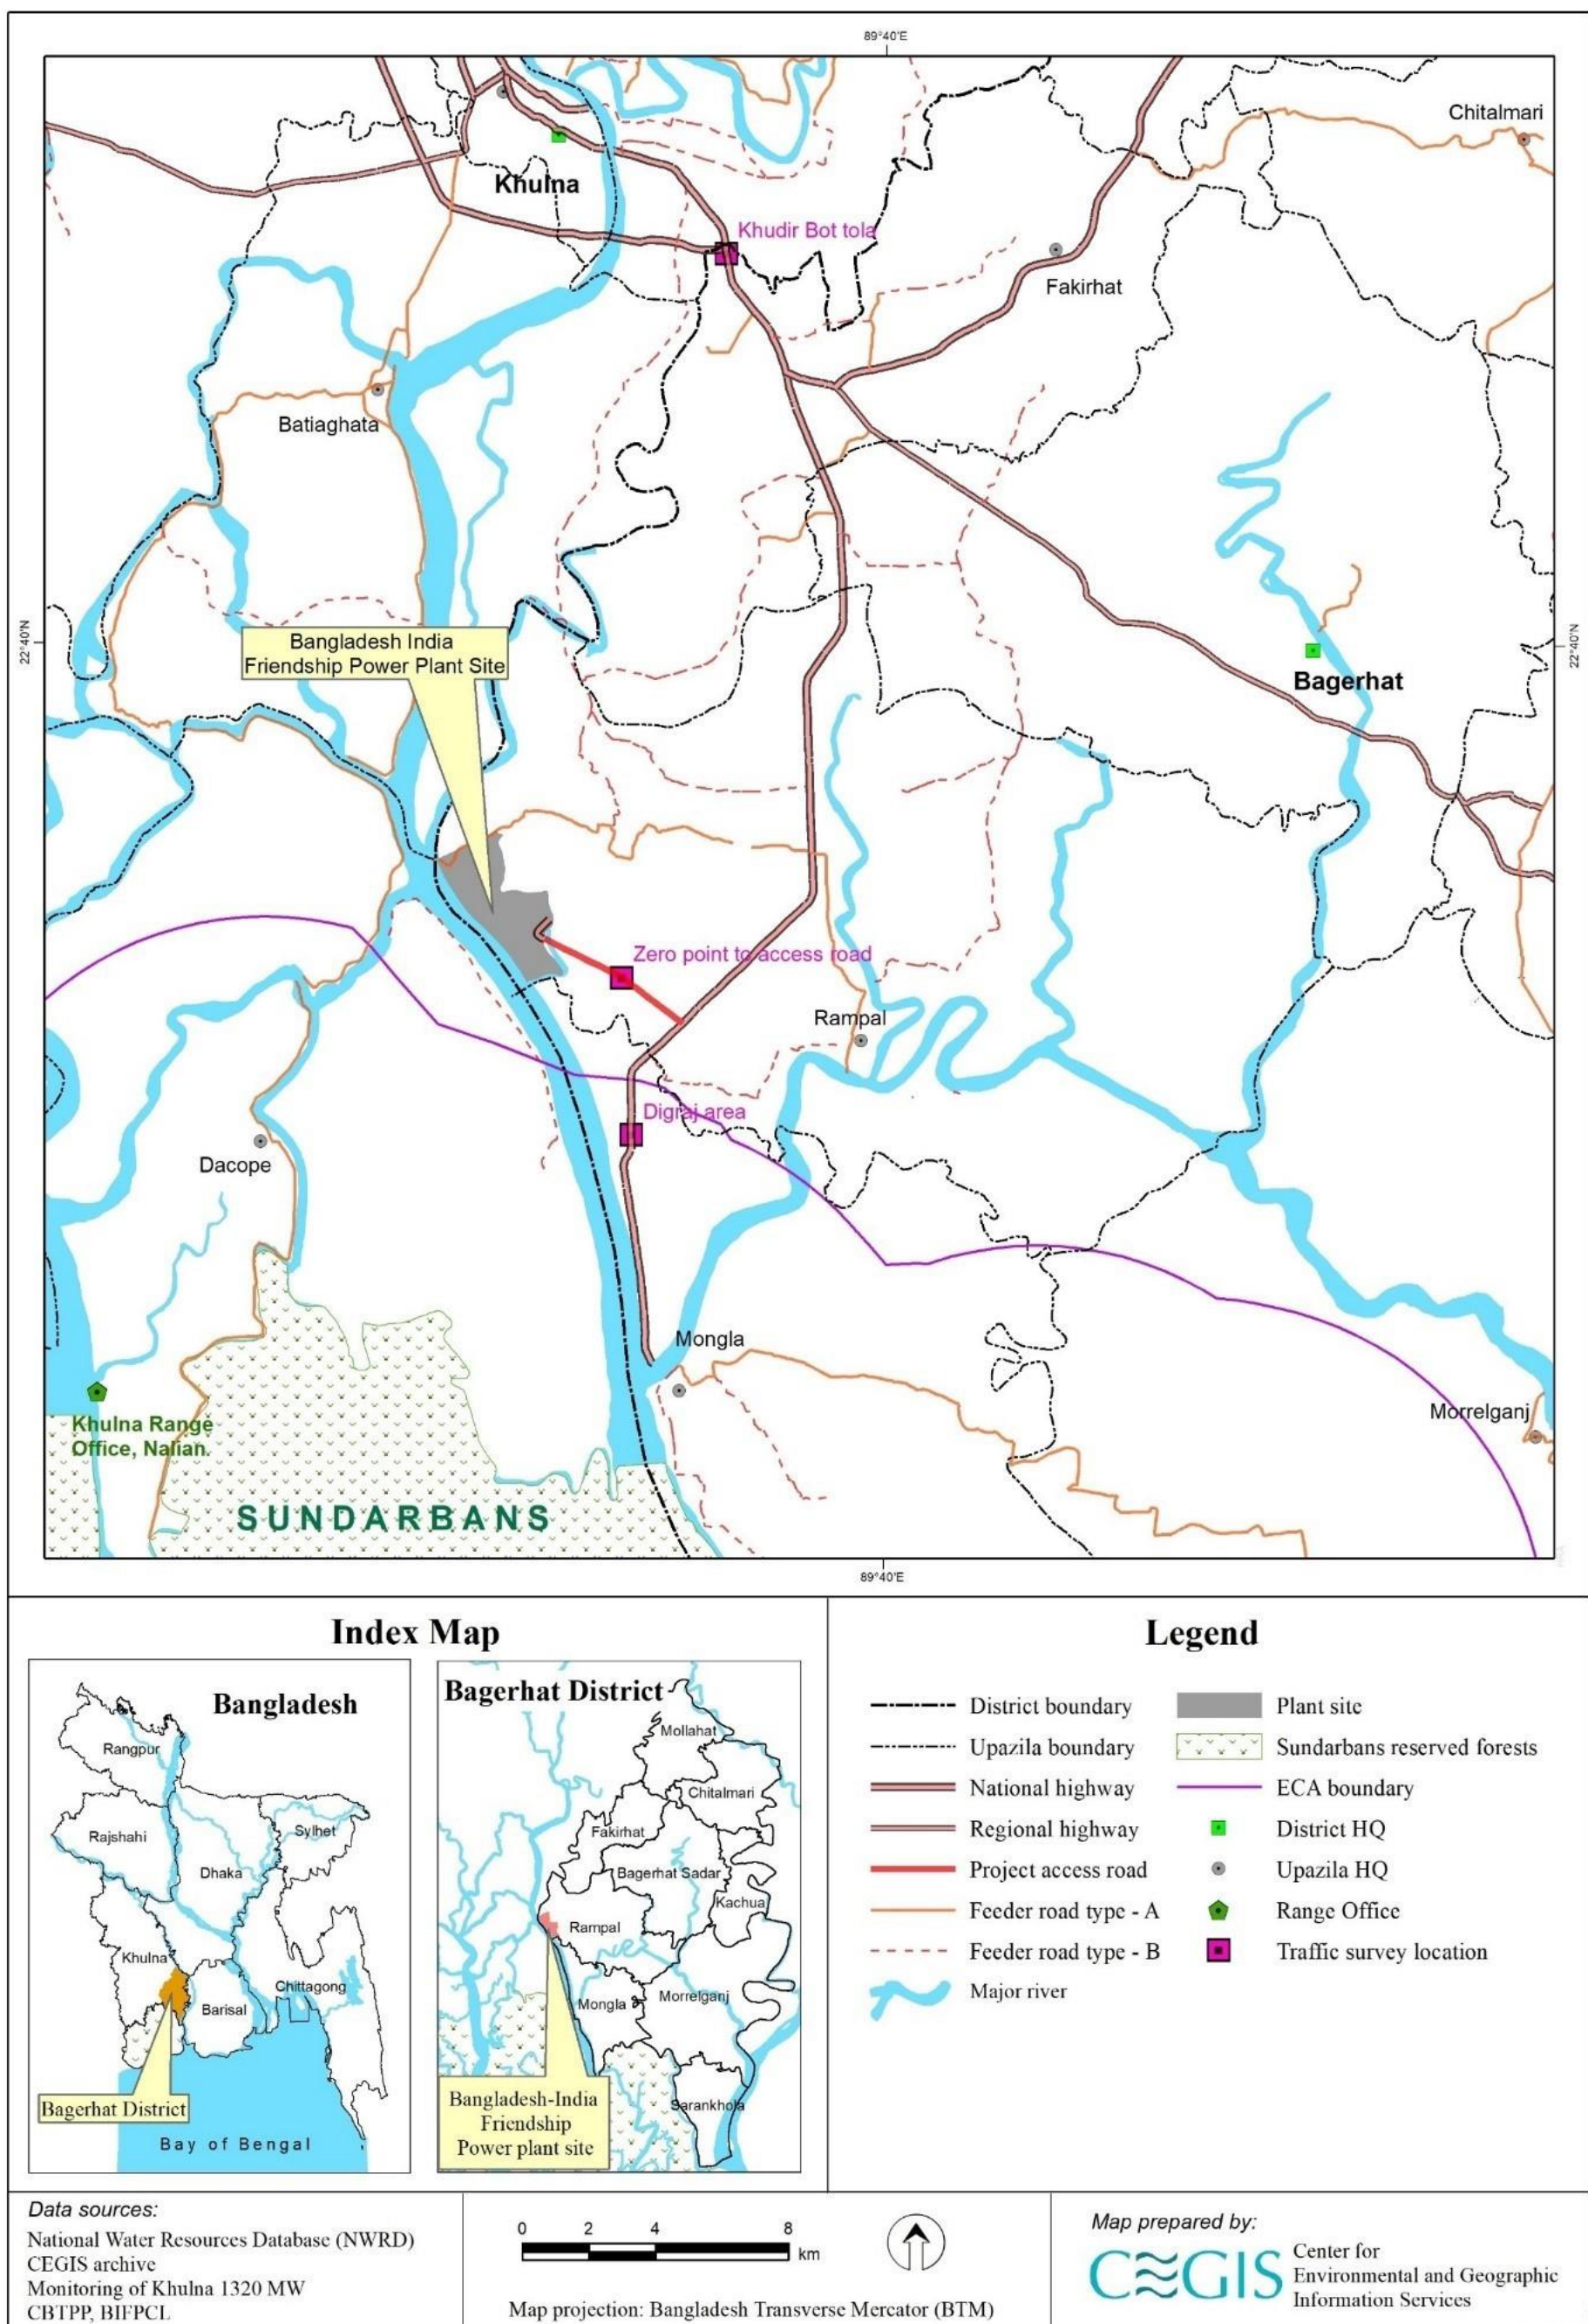 89°40'E
Chitalmari
Khulna
Khudir Bot tola
Fakirhat
Batiaghata
22°40'N
22°40'N
Bangladesh India
Friendship Power Plant Site
Bagerhat
Zero point to access road
Rampal
Digraj area
Dacope
Mongla
Khulna Range
Office, Nalian.
Morrelganj
SUNDARBANS
89°40'E
Index Map
Bangladesh
Rangpur
Rajshahi
Sylhet
Dhaka
Khulna
Chittagong
Barisal
Bagerhat District
Bay of Bengal
Bagerhat District
Mollahat
Chitalmari
Fakirhat
Bagerhat Sadar
Kachua
Rampal
Mongla
Morrelganj
Sarankhola
Bangladesh-India
Friendship
Power plant site
Legend
District boundary
Upazila boundary
National highway
Regional highway
Project access road
Feeder road type - A
Feeder road type - B
Major river
Plant site
Sundarbans reserved forests
ECA boundary
District HQ
Upazila HQ
Range Office
Traffic survey location
Data sources:
National Water Resources Database (NWRD)
CEGIS archive
Monitoring of Khulna 1320 MW
CBTPP, BIFPCL
0 2 4 8
km
Map projection: Bangladesh Transverse Mercator (BTM)
Map prepared by:
CEGIS
Center for
Environmental and Geographic
Information Services